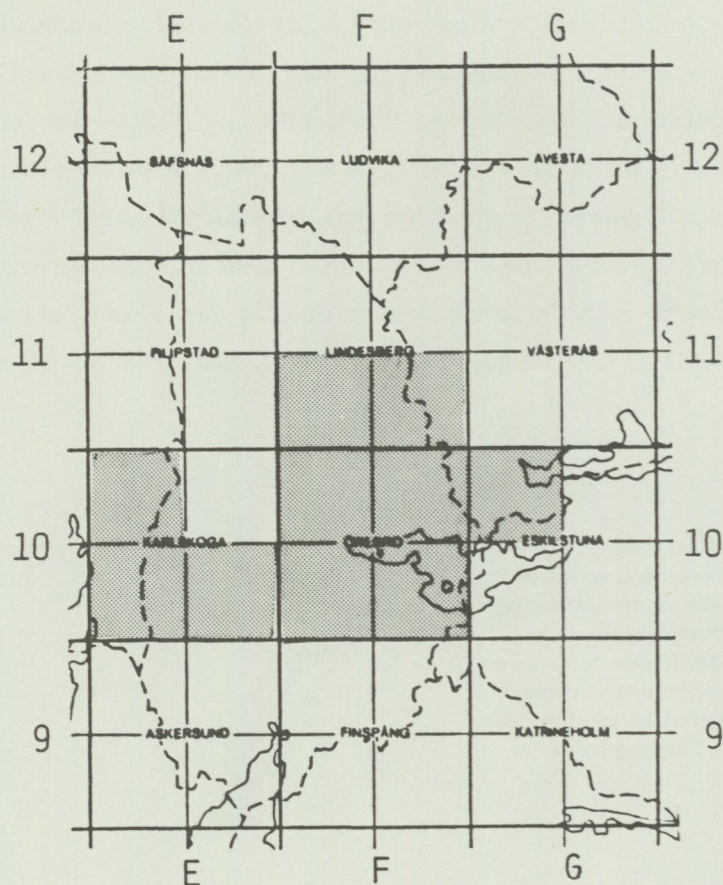 E F G
12 SÄFSNÄS LUDVIKA AVESTA 12
11 FILIPSTAD LINDESBERG VÄSTERÅS 11
10 KARLSKOGA ÖREBRO ESKILSTUNA 10
9 ASKERSUND FINSPÅNG KATRINEHOLM 9
E F G